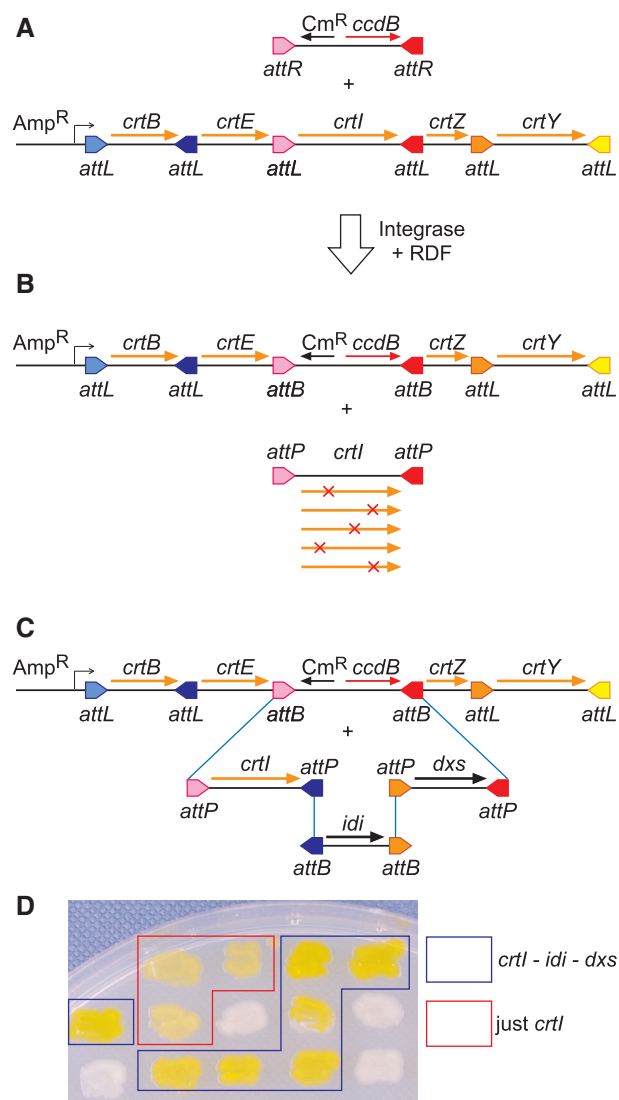 A
CmR ccdB
attR attR
+
AmpR crtB crtE crtI crtZ crtY
attL attL attL attL attL attL
Integrase
+ RDF
B
AmpR crtB crtE CmR ccdB crtZ crtY
attL attL attB attB attL attL
+
attP crtI attP
C
AmpR crtB crtE CmR ccdB crtZ crtY
attL attL attB attB attL attL
+
crtI attP attP dxs
attP idi attP
attB attB
D
crtI - idi - dxs
just crtI